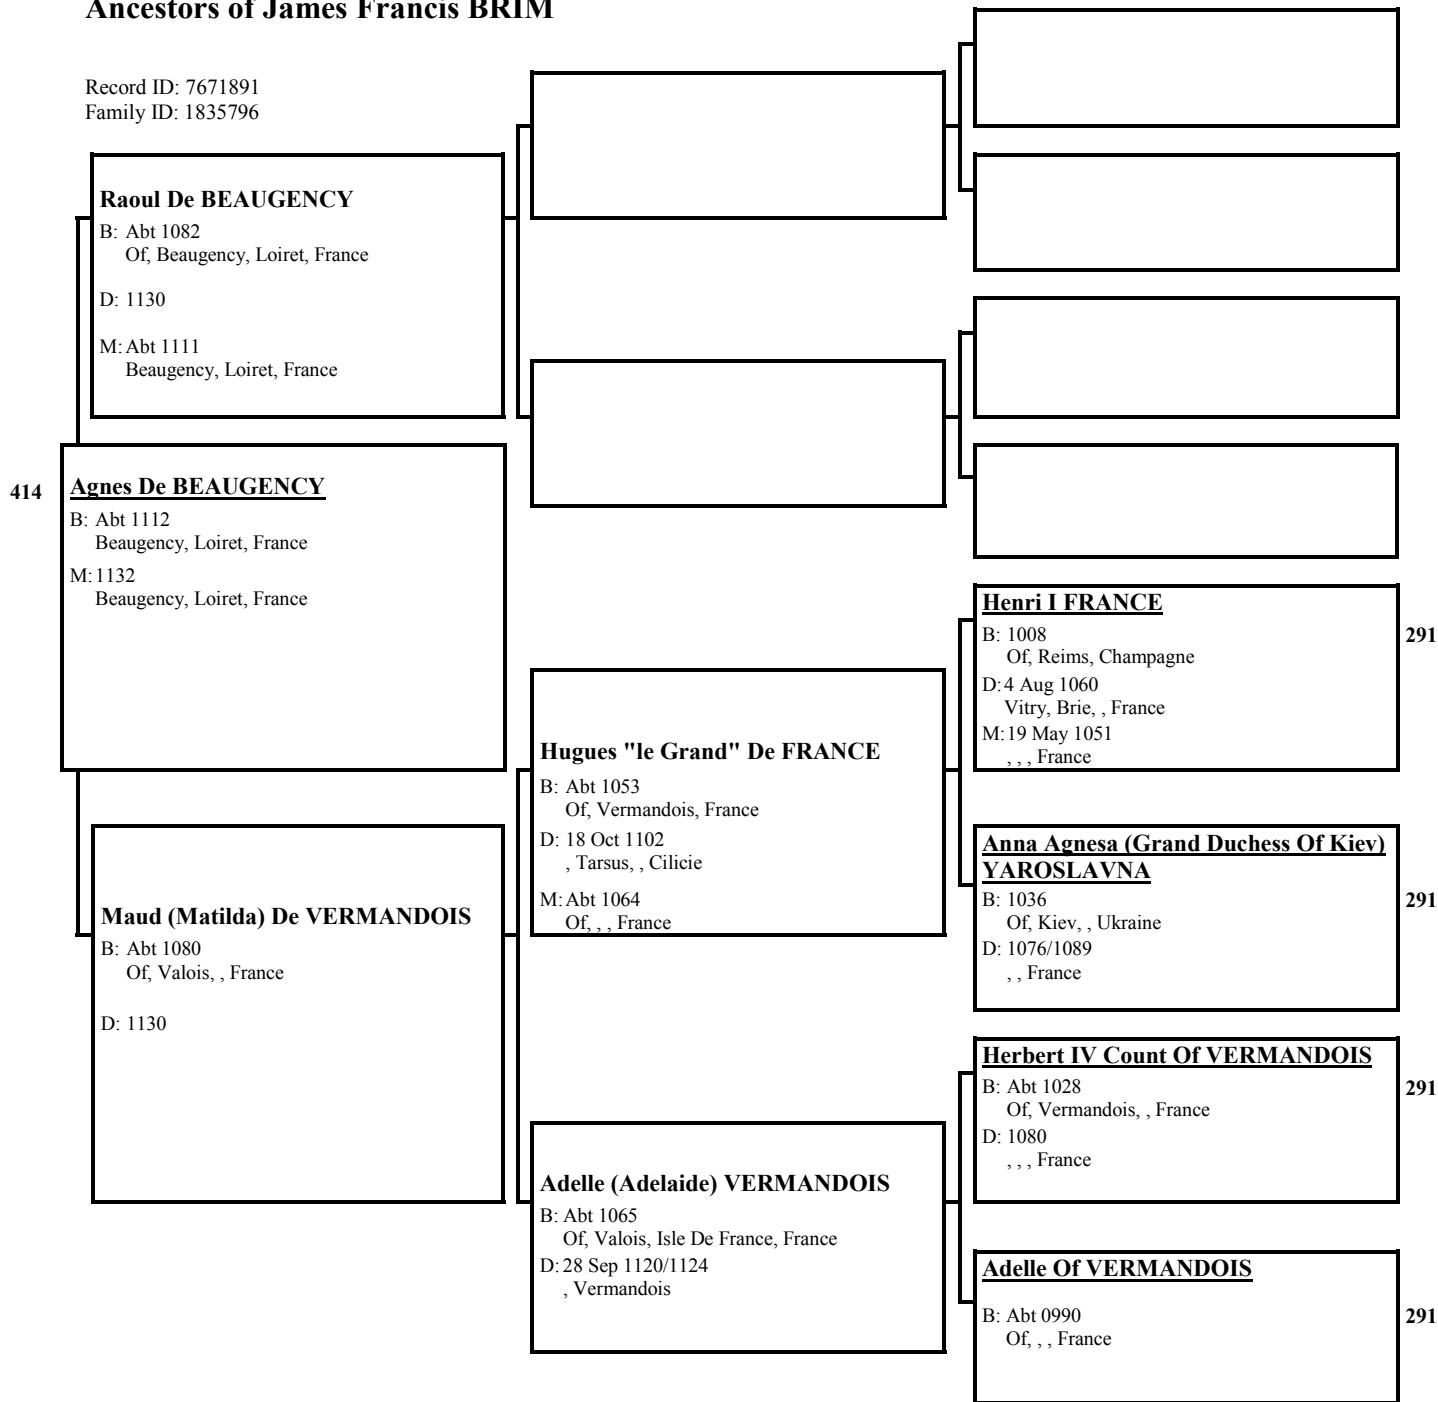 Ancestors of James Francis BRIM
Record ID: 7671891
Family ID: 1835796
Raoul De BEAUGENCY
B: Abt 1082
Of, Beaugency, Loiret, France
D: 1130
M: Abt 1111
Beaugency, Loiret, France
414
Agnes De BEAUGENCY
B: Abt 1112
Beaugency, Loiret, France
M: 1132
Beaugency, Loiret, France
Maud (Matilda) De VERMANDOIS
B: Abt 1080
Of, Valois, , France
D: 1130
Hugues "le Grand" De FRANCE
B: Abt 1053
Of, Vermandois, France
D: 18 Oct 1102
, Tarsus, , Cilicie
M: Abt 1064
Of, , , France
Adelle (Adelaide) VERMANDOIS
B: Abt 1065
Of, Valois, Isle De France, France
D: 28 Sep 1120/1124
, Vermandois
Henri I FRANCE
B: 1008
Of, Reims, Champagne
D: 4 Aug 1060
Vitry, Brie, , France
M: 19 May 1051
, , , France
291
Anna Agnesa (Grand Duchess Of Kiev)
YAROSLAVNA
B: 1036
Of, Kiev, , Ukraine
D: 1076/1089
, , France
291
Herbert IV Count Of VERMANDOIS
B: Abt 1028
Of, Vermandois, , France
D: 1080
, , , France
291
Adelle Of VERMANDOIS
B: Abt 0990
Of, , , France
291